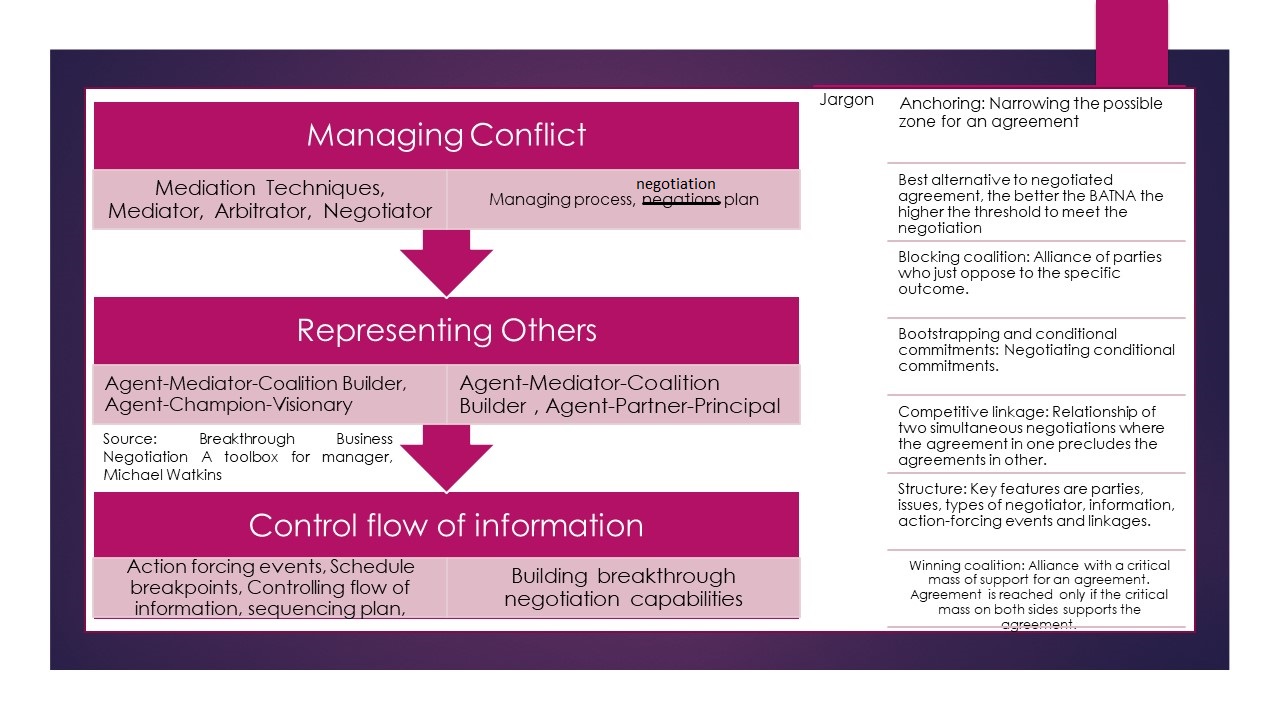 Managing Conflict
Mediation Techniques,
Mediator, Arbitrator, Negotiator
negotiation
Managing process, negations plan
Representing Others
Agent-Mediator-Coalition Builder,
Agent-Champion-Visionary
Agent-Mediator-Coalition
Builder , Agent-Partner-Principal
Source: Breakthrough Business
Negotiation A toolbox for manager,
Michael Watkins
Control flow of information
Action forcing events, Schedule
breakpoints, Controlling flow of
information, sequencing plan,
Building breakthrough
negotiation capabilities
Jargon
Anchoring: Narrowing the possible
zone for an agreement
Best alternative to negotiated
agreement, the better the BATNA the
higher the threshold to meet the
negotiation
Blocking coalition: Alliance of parties
who just oppose to the specific
outcome.
Bootstrapping and conditional
commitments: Negotiating conditional
commitments.
Competitive linkage: Relationship of
two simultaneous negotiations where
the agreement in one precludes the
agreements in other.
Structure: Key features are parties,
issues, types of negotiator, information,
action-forcing events and linkages.
Winning coalition: Alliance with a critical
mass of support for an agreement.
Agreement is reached only if the critical
mass on both sides supports the
agreement.